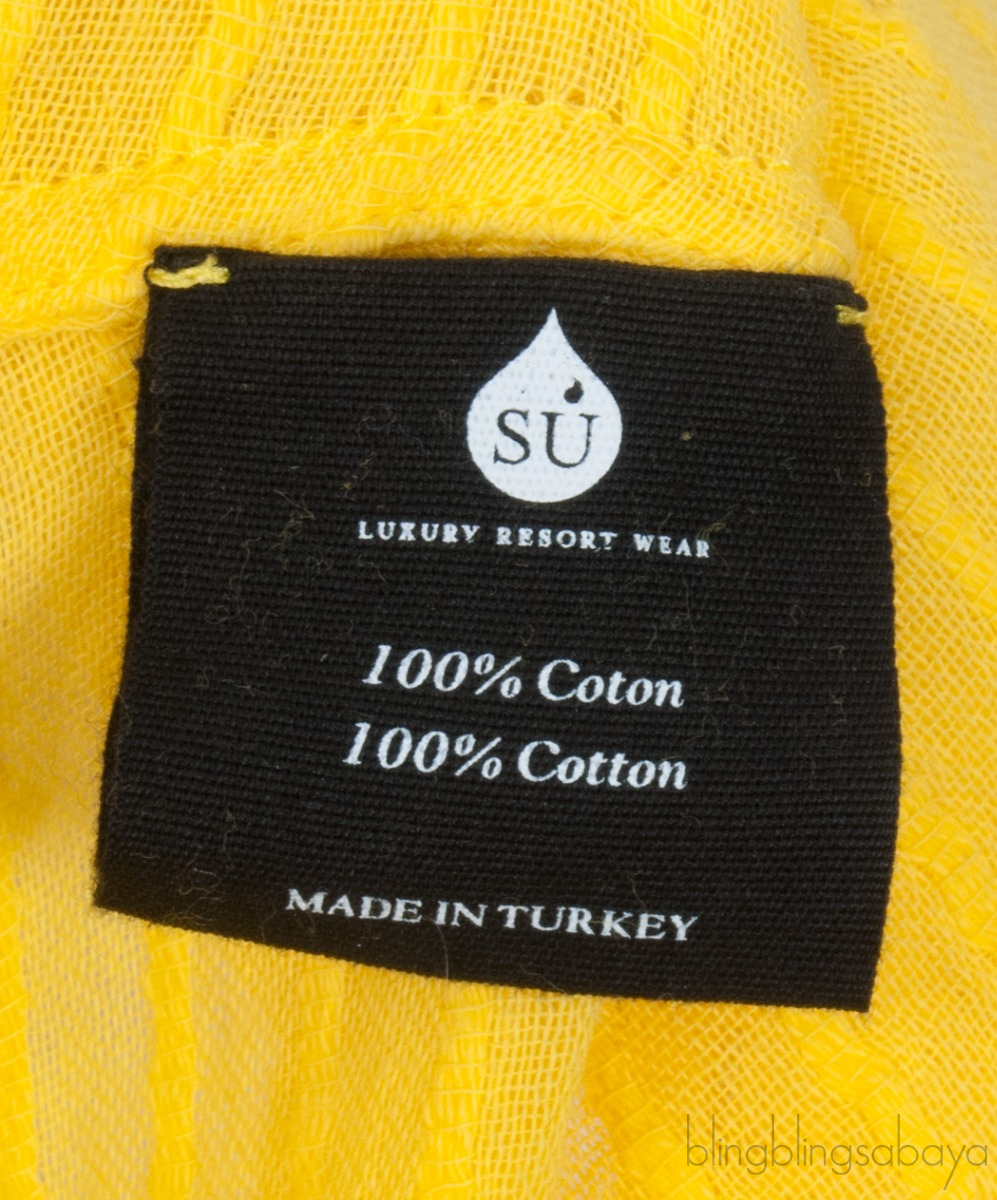 SU
LUXURY RESORT WEAR
100% Coton
100% Cotton
MADE IN TURKEY
blingblingsabaya